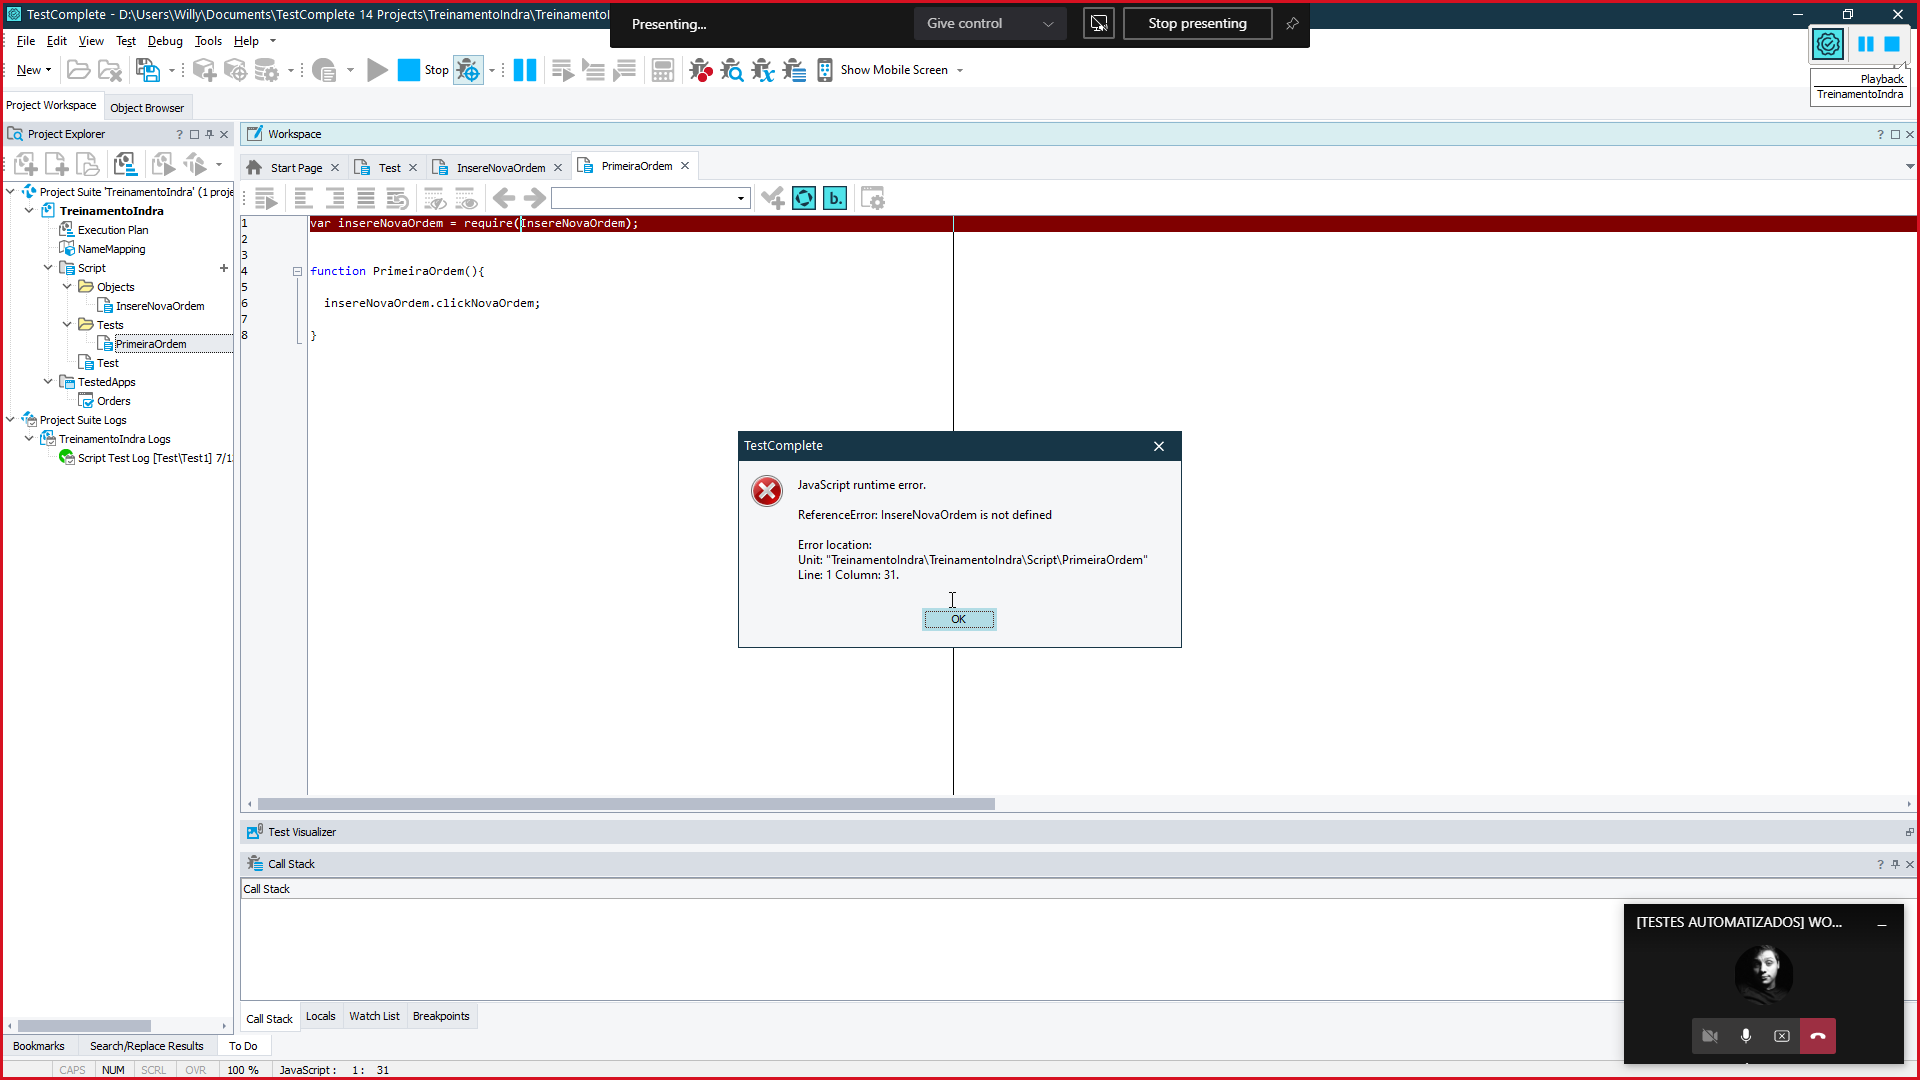 TestComplete - D:\Users\Willy\Documents\TestComplete 14 Projects\TreinamentoIndra\TreinamentoI
Presenting...
Give control
Stop presenting
File Edit View Test Debug Tools Help
New
Stop
Show Mobile Screen
Playback
TreinamentoIndra
Project Workspace
Object Browser
Project Explorer
Workspace
Start Page
Test
InsereNovaOrdem
PrimeiraOrdem
Project Suite 'TreinamentoIndra' (1 proje
TreinamentoIndra
Execution Plan
NameMapping
Script
Objects
InsereNovaOrdem
Tests
PrimeiraOrdem
Test
TestedApps
Orders
Project Suite Logs
TreinamentoIndra Logs
Script Test Log [Test\Test1] 7/1
b.
1 var insereNovaOrdem = require(InsereNovaOrdem);
2
3
4 function PrimeiraOrdem(){
5
6 insereNovaOrdem.clickNovaOrdem;
7
8 }
TestComplete
JavaScript runtime error.
ReferenceError: InsereNovaOrdem is not defined
Error location:
Unit: "TreinamentoIndra\TreinamentoIndra\Script\PrimeiraOrdem"
Line: 1 Column: 31.
OK
Test Visualizer
Call Stack
Call Stack
[TESTES AUTOMATIZADOS] WO...
Call Stack Locals Watch List Breakpoints
Bookmarks Search/Replace Results To Do
CAPS NUM SCRL OVR 100 % JavaScript : 1 : 31